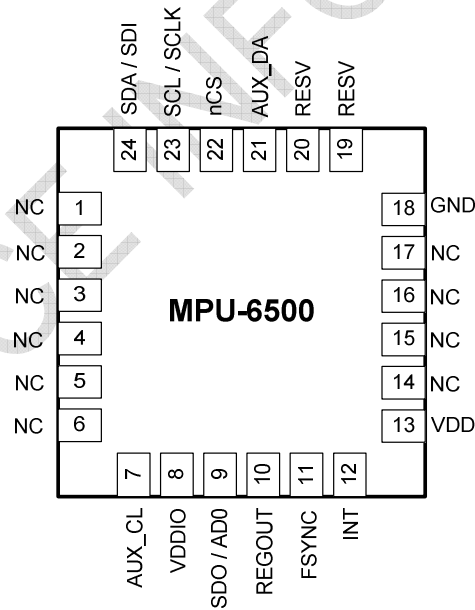 SDA / SDI
SCL / SCLK
nCS
AUX_DA
RESV
RESV
24
23
22
21
20
19
NC 1
NC 2
NC 3
NC 4
NC 5
NC 6
MPU-6500
18 GND
17 NC
16 NC
15 NC
14 NC
13 VDD
7
8
9
10
11
12
AUX_CL
VDDIO
SDO / AD0
REGOUT
FSYNC
INT
CE INFO